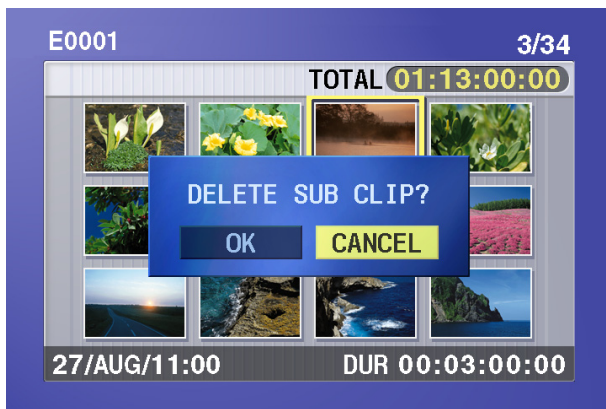 E0001 3/34
TOTAL 01:13:00:00
DELETE SUB CLIP?
OK CANCEL
27/AUG/11:00 DUR 00:03:00:00